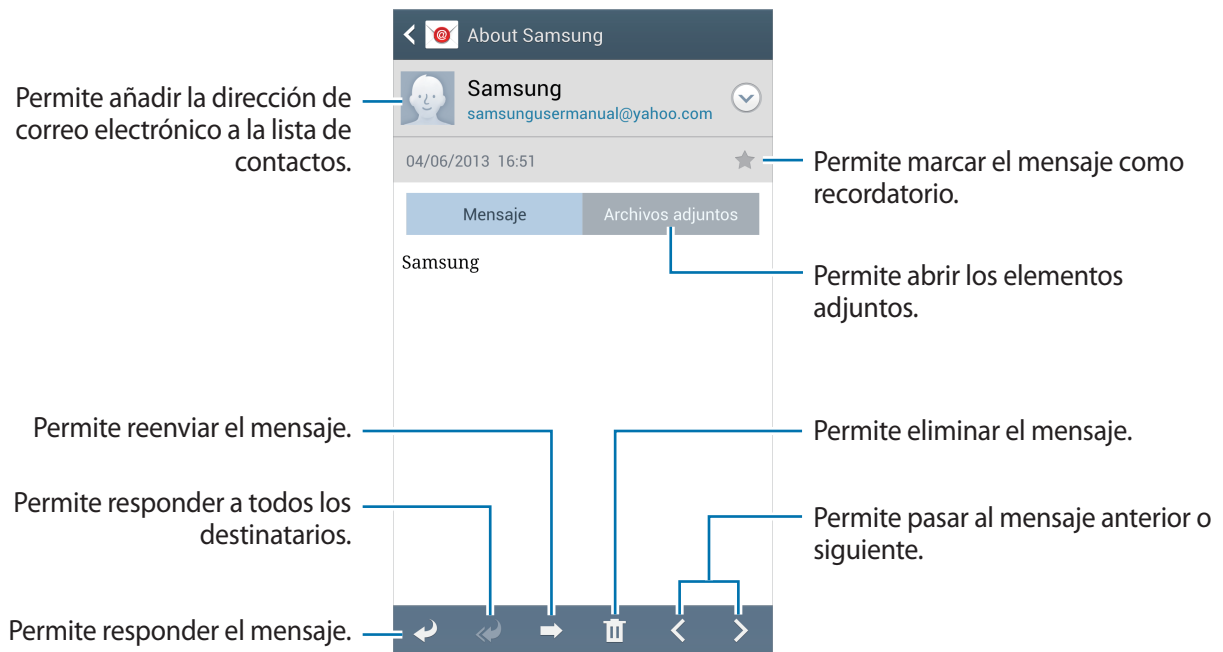 About Samsung
Samsung
samsungusermanual@yahoo.com
Permite añadir la dirección de
correo electrónico a la lista de
contactos.
04/06/2013 16:51
Permite marcar el mensaje como
recordatorio.
Mensaje
Archivos adjuntos
Samsung
Permite abrir los elementos
adjuntos.
Permite reenviar el mensaje.
Permite eliminar el mensaje.
Permite responder a todos los
destinatarios.
Permite pasar al mensaje anterior o
siguiente.
Permite responder el mensaje.